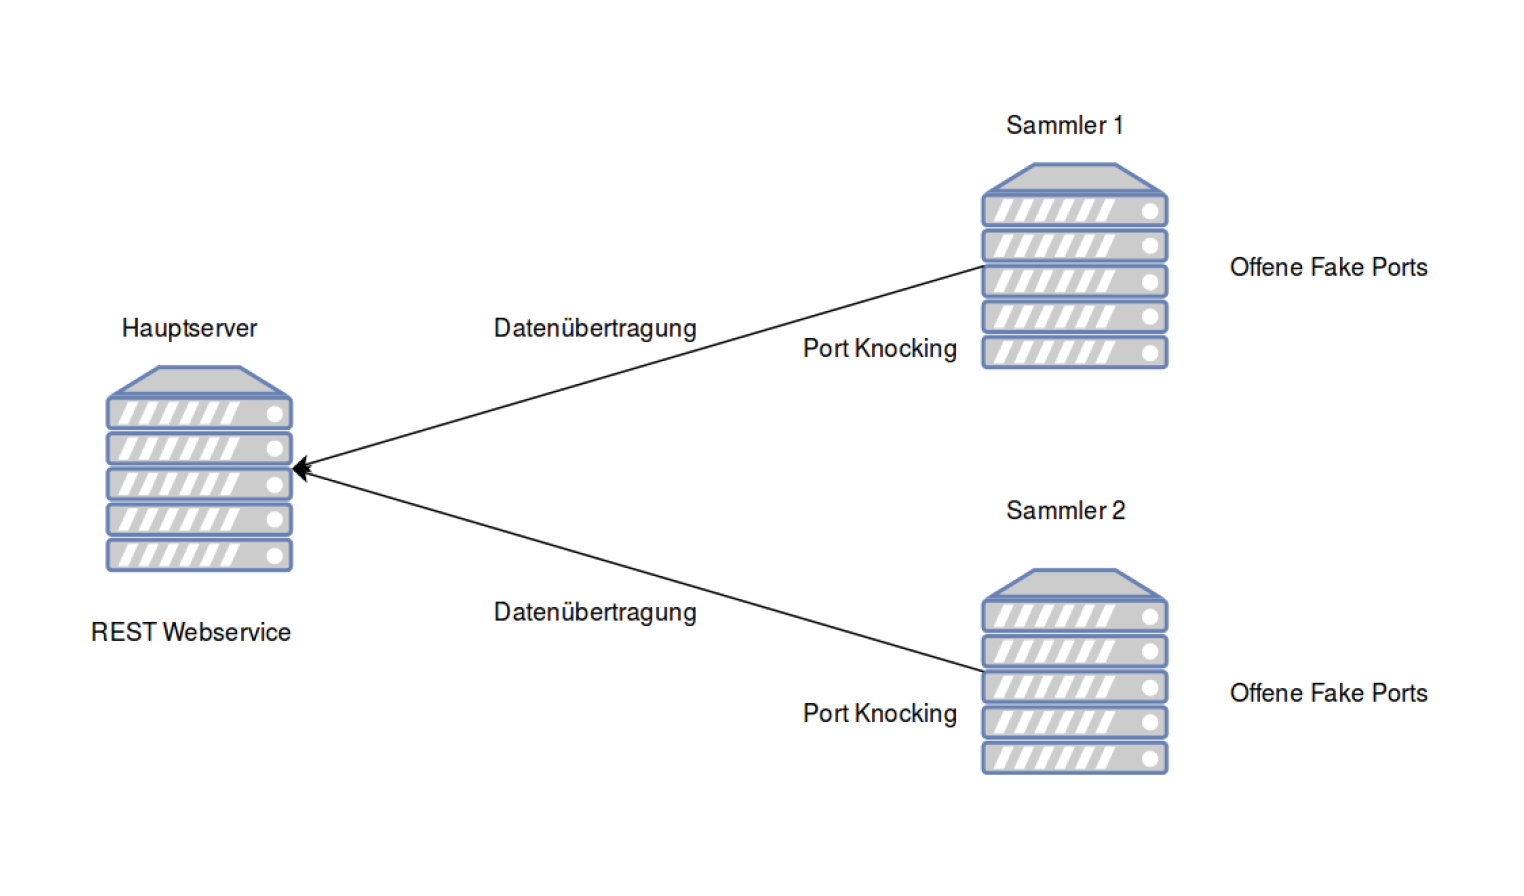 Sammler 1
Offene Fake Ports
Hauptserver
Datenübertragung
Port Knocking
Sammler 2
Datenübertragung
REST Webservice
Offene Fake Ports
Port Knocking